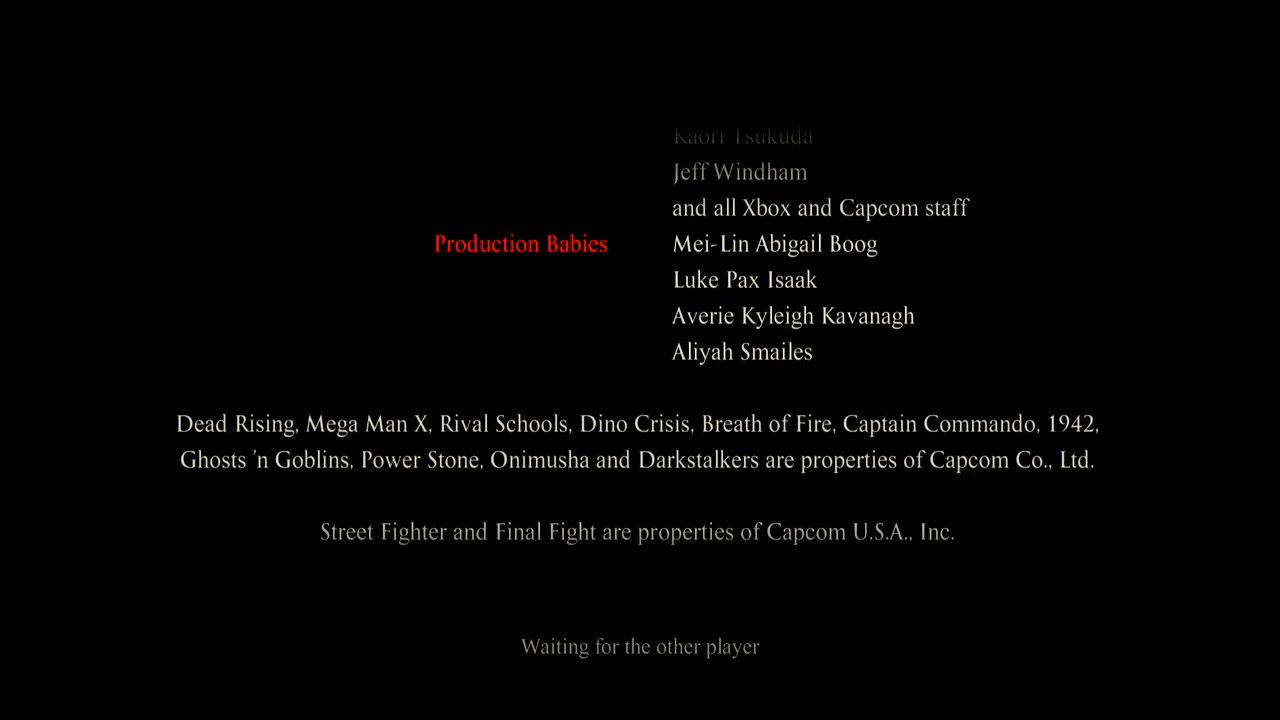 Kaori Tsukuda
Jeff Windham
and all Xbox and Capcom staff
Production Babies Mei-Lin Abigail Boog
Luke Pax Isaak
Averie Kyleigh Kavanagh
Aliyah Smailes
Dead Rising, Mega Man X, Rival Schools, Dino Crisis, Breath of Fire, Captain Commando, 1942,
Ghosts 'n Goblins, Power Stone, Onimusha and Darkstalkers are properties of Capcom Co., Ltd.
Street Fighter and Final Fight are properties of Capcom U.S.A., Inc.
Waiting for the other player